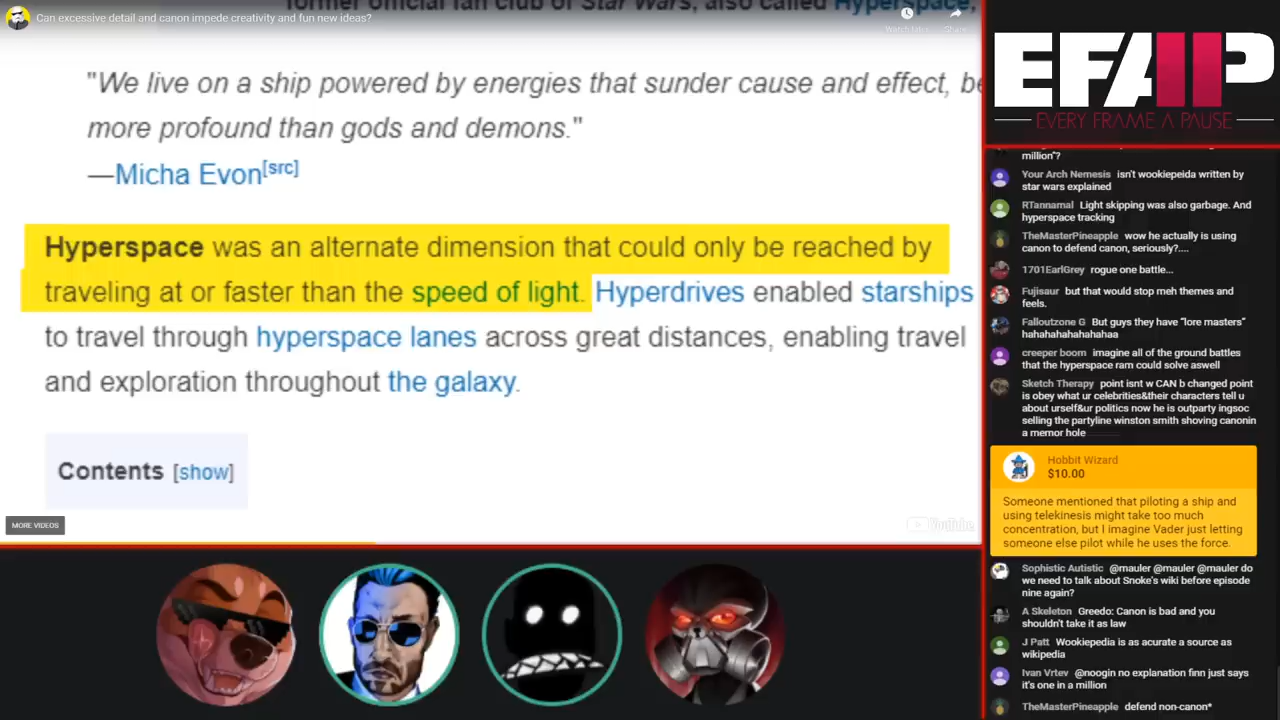 former official fan club of Star Wars, also called Hyperspace,
Can excessive detail and canon impede creativity and fun new ideas?
Watch later
Share
"We live on a ship powered by energies that sunder cause and effect, be
more profound than gods and demons."
—Micha Evon[src]
Hyperspace was an alternate dimension that could only be reached by
traveling at or faster than the speed of light. Hyperdrives enabled starships
to travel through hyperspace lanes across great distances, enabling travel
and exploration throughout the galaxy.
Contents [show]
MORE VIDEOS
YouTube
EFAP
EVERY FRAME A PAUSE
million"?
Your Arch Nemesis isn't wookiepeida written by
star wars explained
RTannamal Light skipping was also garbage. And
hyperspace tracking
TheMasterPineapple wow he actually is using
canon to defend canon, seriously?....
1701EarlGrey rogue one battle...
Fujisaur but that would stop meh themes and
feels.
Falloutzone G But guys they have “lore masters”
hahahahahahahahaa
creeper boom imagine all of the ground battles
that the hyperspace ram could solve aswell
Sketch Therapy point isnt w CAN b changed point
is obey what ur celebrities&their characters tell u
about urself&ur politics now he is outparty ingsoc
selling the partyline winston smith shoving canonin
a memor hole
Hobbit Wizard
$10.00
Someone mentioned that piloting a ship and
using telekinesis might take too much
concentration, but I imagine Vader just letting
someone else pilot while he uses the force.
Sophistic Autistic @mauler @mauler @mauler do
we need to talk about Snoke's wiki before episode
nine again?
A Skeleton Greedo: Canon is bad and you
shouldn't take it as law
J Patt Wookiepedia is as acurate a source as
wikipedia
Ivan Vrtev @noogin no explanation finn just says
it's one in a million
TheMasterPineapple defend non-canon*